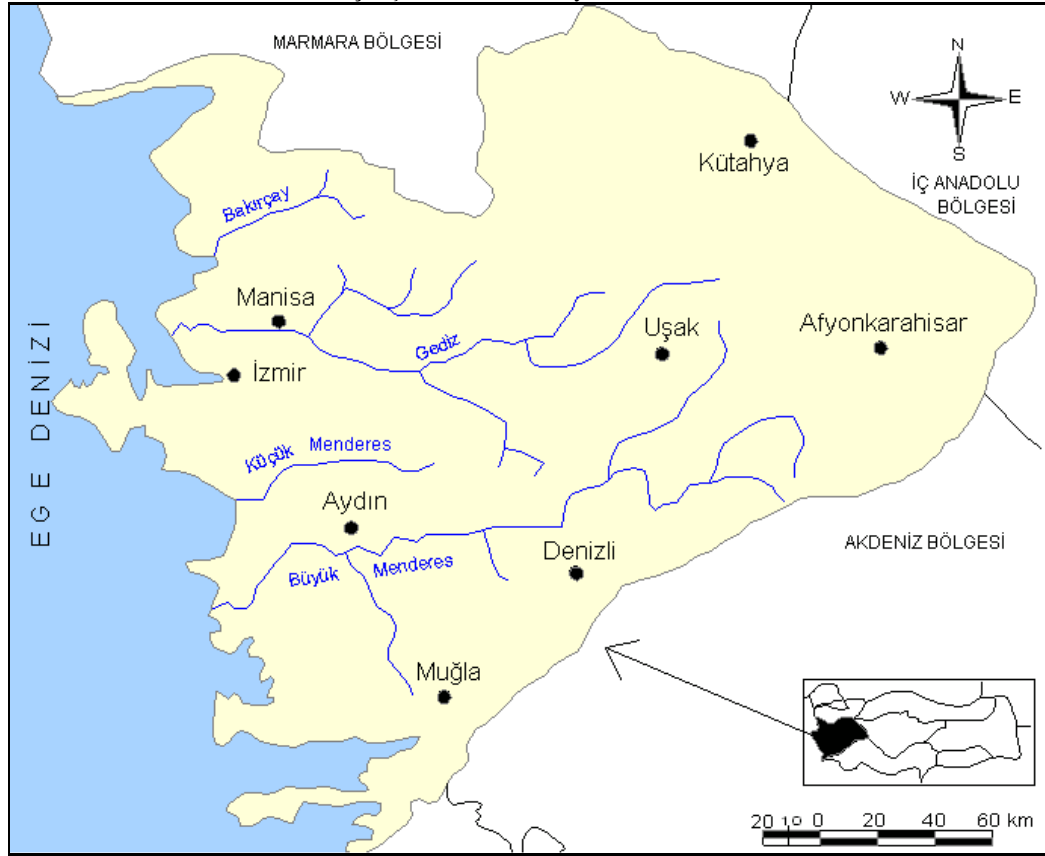 MARMARA BÖLGESİ
N
W
E
S
Kütahya
İÇ ANADOLU
BÖLGESİ
Bakırçay
Manisa
Gediz
Uşak
Afyonkarahisar
İzmir
EGE DENİZİ
Küçük Menderes
Aydın
Denizli
AKDENİZ BÖLGESİ
Büyük Menderes
Muğla
20 10 0 20 40 60 km